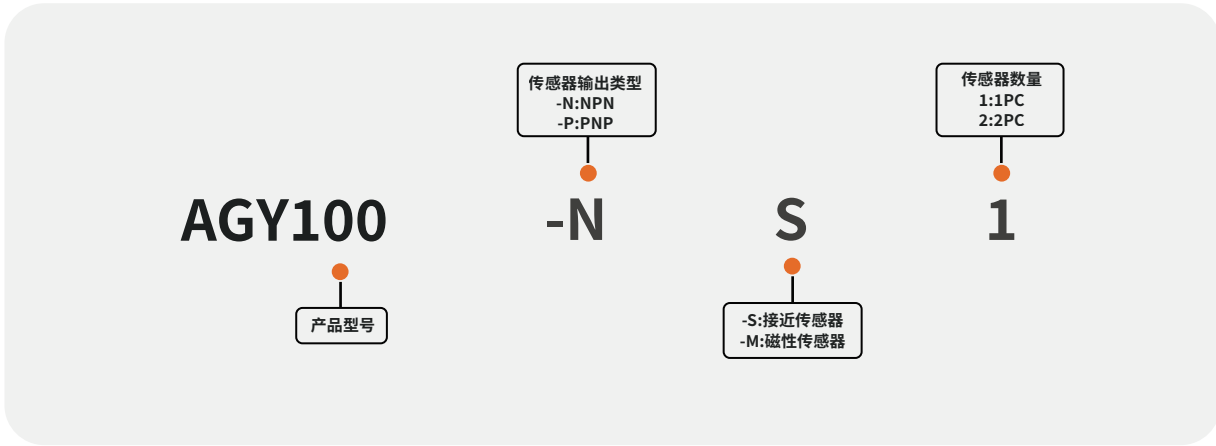 传感器输出类型
-N:NPN
-P:PNP
传感器数量
1:1PC
2:2PC
AGY100 -N S 1
产品型号
-S:接近传感器
-M:磁性传感器